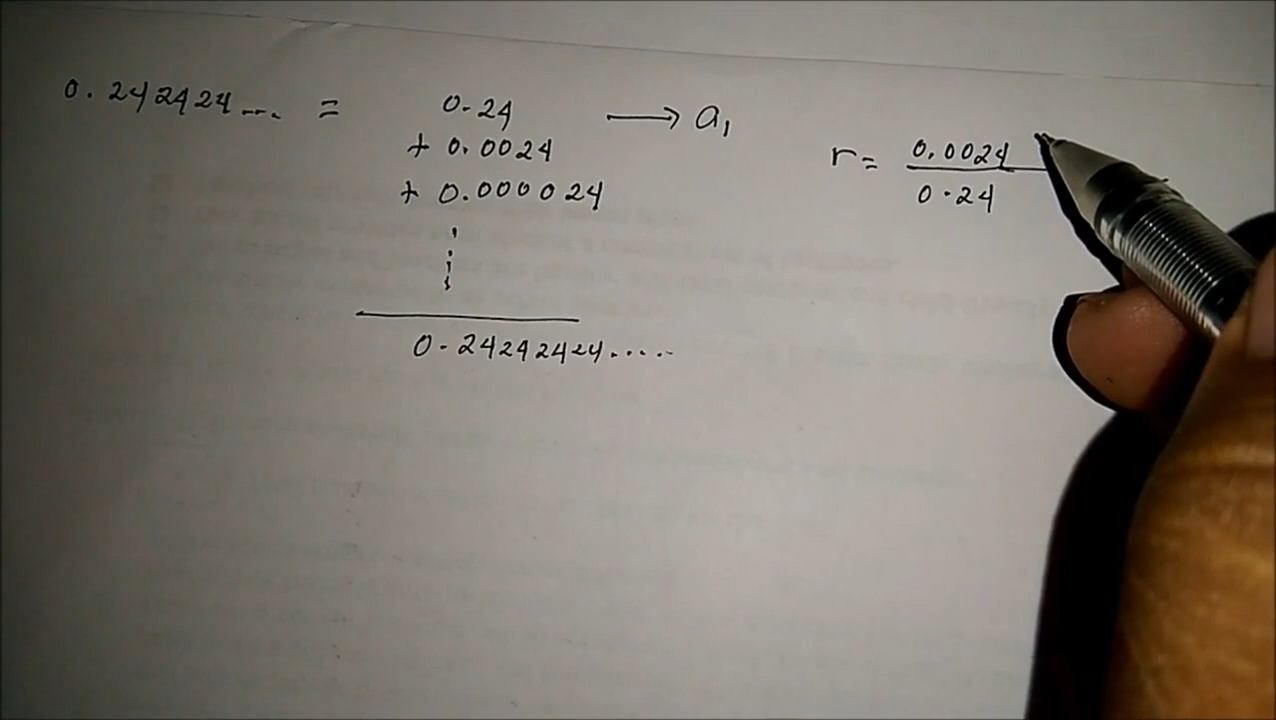 0.242424... = 0.24 → a₁
+ 0.0024
+ 0.000024
⋮
0.24242424.....
r = 0.0024
0.24